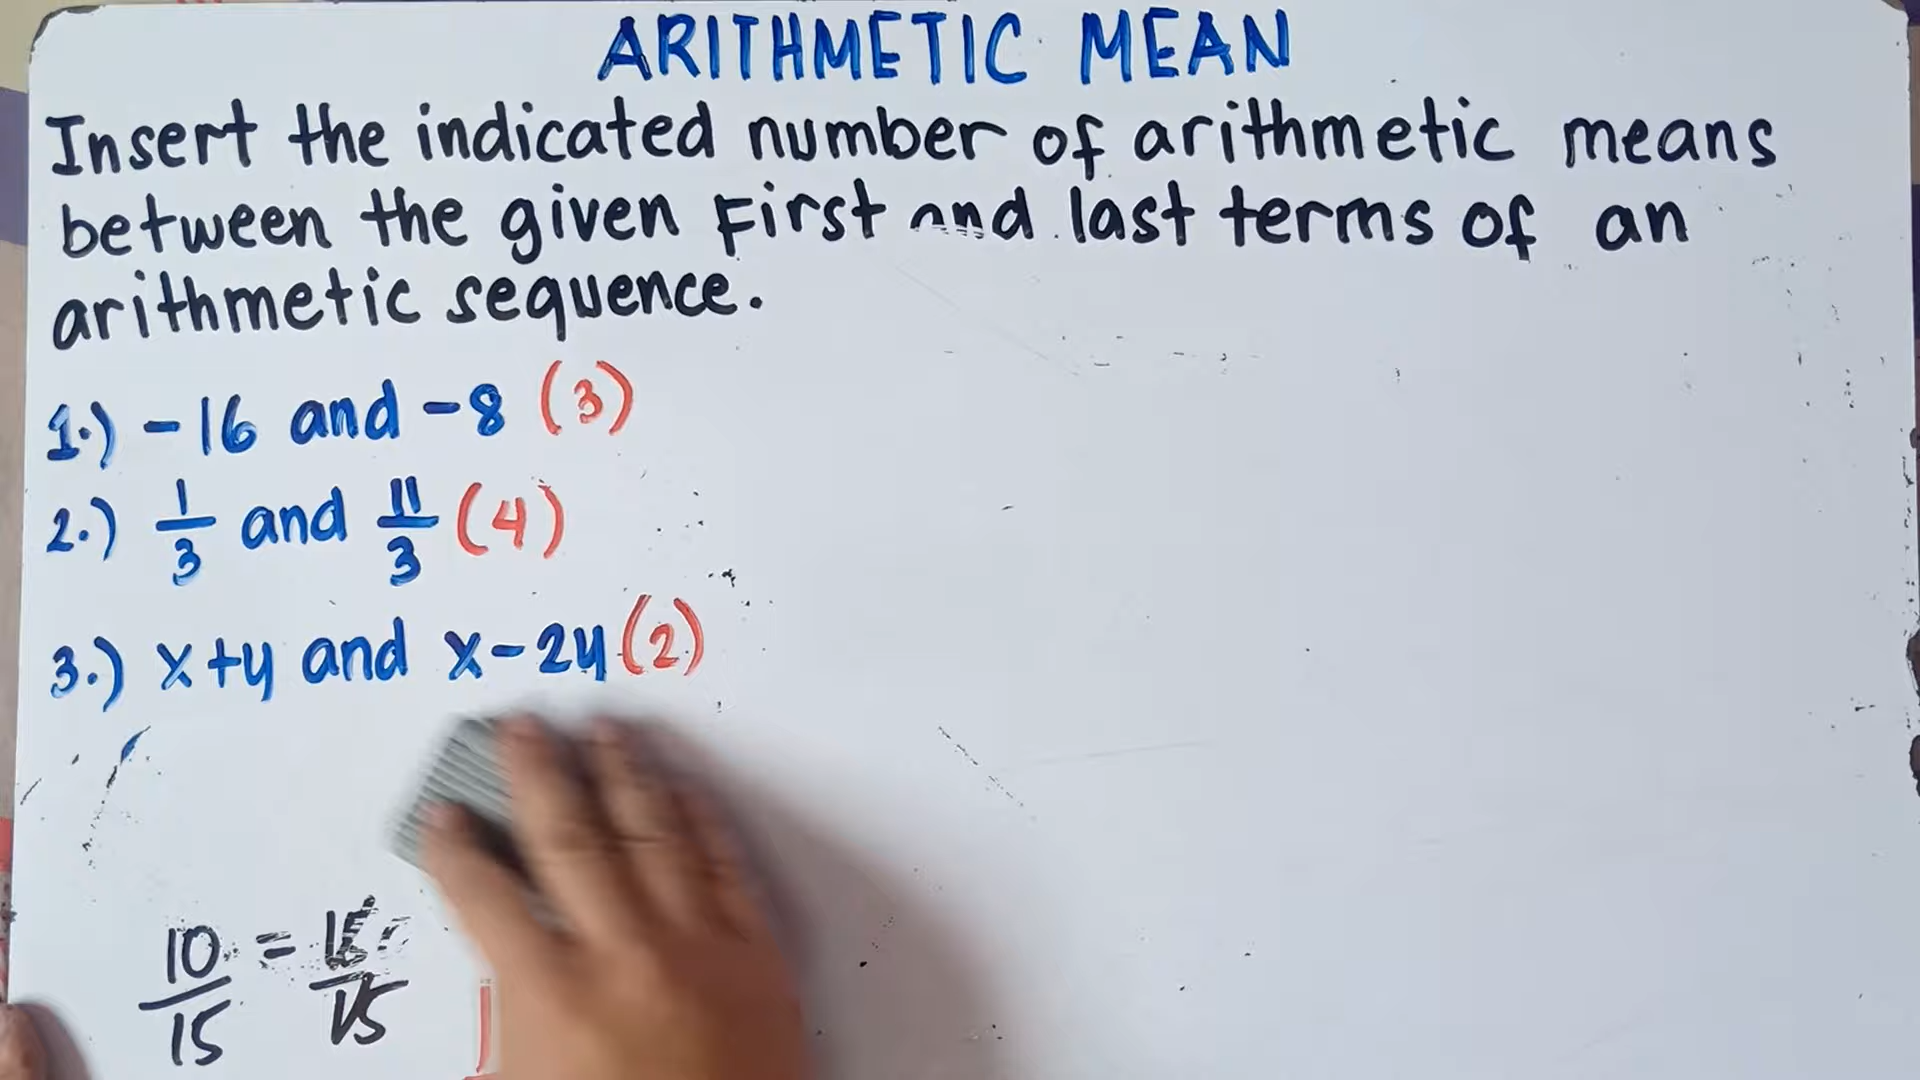 ARITHMETIC MEAN
Insert the indicated number of arithmetic means
between the given First and last terms of an
arithmetic sequence.
1.) -16 and -8 (3)
2.) 1/3 and 11/3 (4)
3.) x+y and x-2y (2)
10/15 =